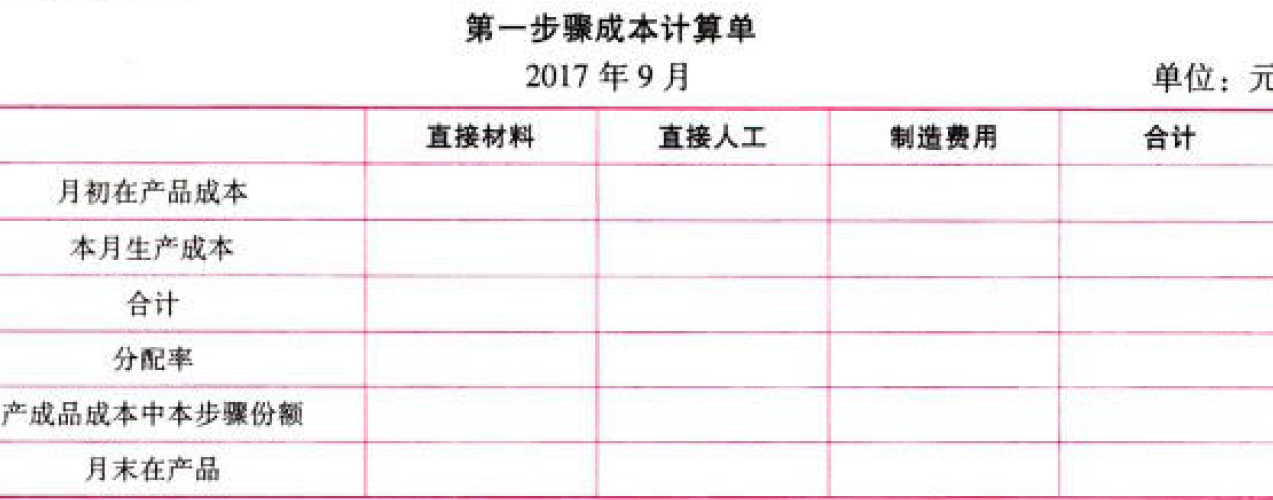 第一步骤成本计算单
2017 年 9 月
单位：元
直接材料 直接人工 制造费用 合计
月初在产品成本
本月生产成本
合计
分配率
产成品成本中本步骤份额
月末在产品